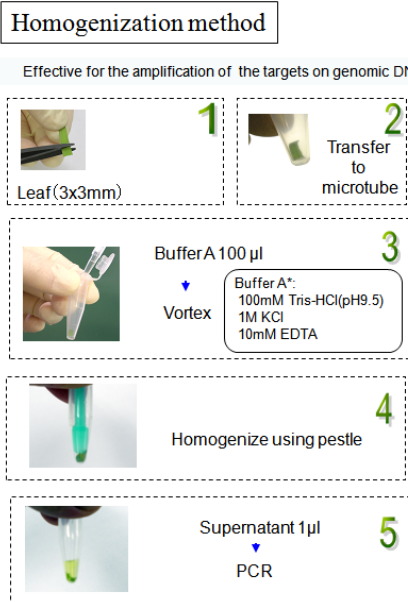 Homogenization method
Effective for the amplification of the targets on genomic DN
1
Leaf(3x3mm)
2
Transfer
to
microtube
3
Buffer A 100 µl
Vortex
Buffer A*:
100mM Tris-HCl(pH9.5)
1M KCl
10mM EDTA
4
Homogenize using pestle
5
Supernatant 1µl
PCR